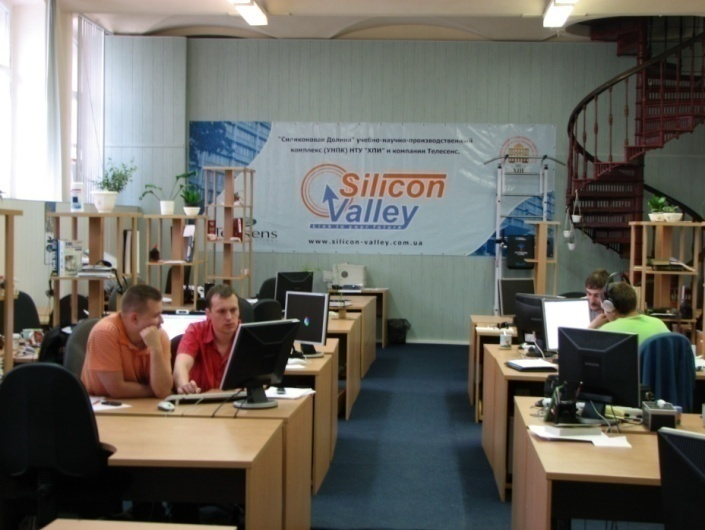 "Силиконовая Долина" учебно-научно-производственный
комплекс (УНПК) НТУ "ХПИ" и компания Телесенс.
Silicon
Valley
www.silicon-valley.com.ua